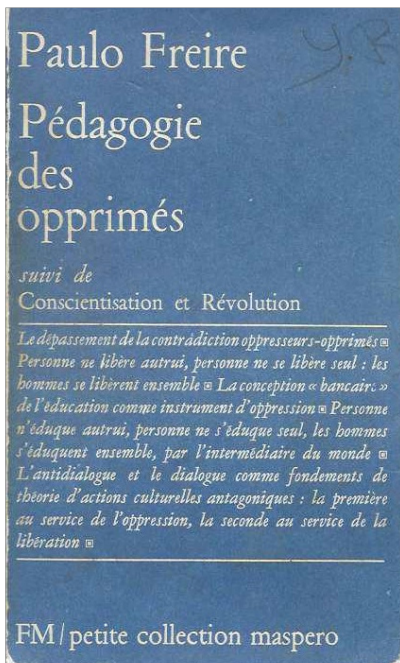 Paulo Freire
Pédagogie
des
opprimés
suivi de
Conscientisation et Révolution
Le dépassement de la contradiction oppresseurs-opprimés ▣
Personne ne libère autrui, personne ne se libère seul : les
hommes se libèrent ensemble ▣ La conception « bancaire »
de l'éducation comme instrument d'oppression ▣ Personne
n'éduque autrui, personne ne s'éduque seul, les hommes
s'éduquent ensemble, par l'intermédiaire du monde ▣
L'antidialogue et le dialogue comme fondements de
théorie d'actions culturelles antagoniques : la première
au service de l'oppression, la seconde au service de la
libération ▣
FM/petite collection maspero